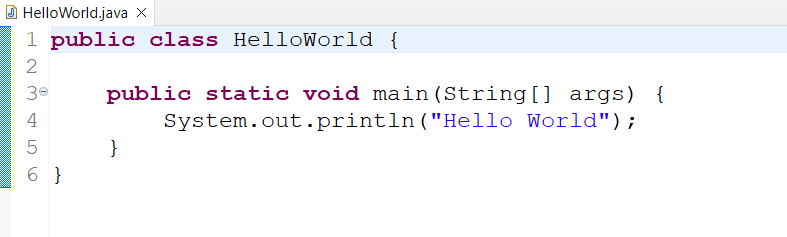 HelloWorld.java
1 public class HelloWorld {
2
3     public static void main(String[] args) {
4         System.out.println("Hello World");
5     }
6 }